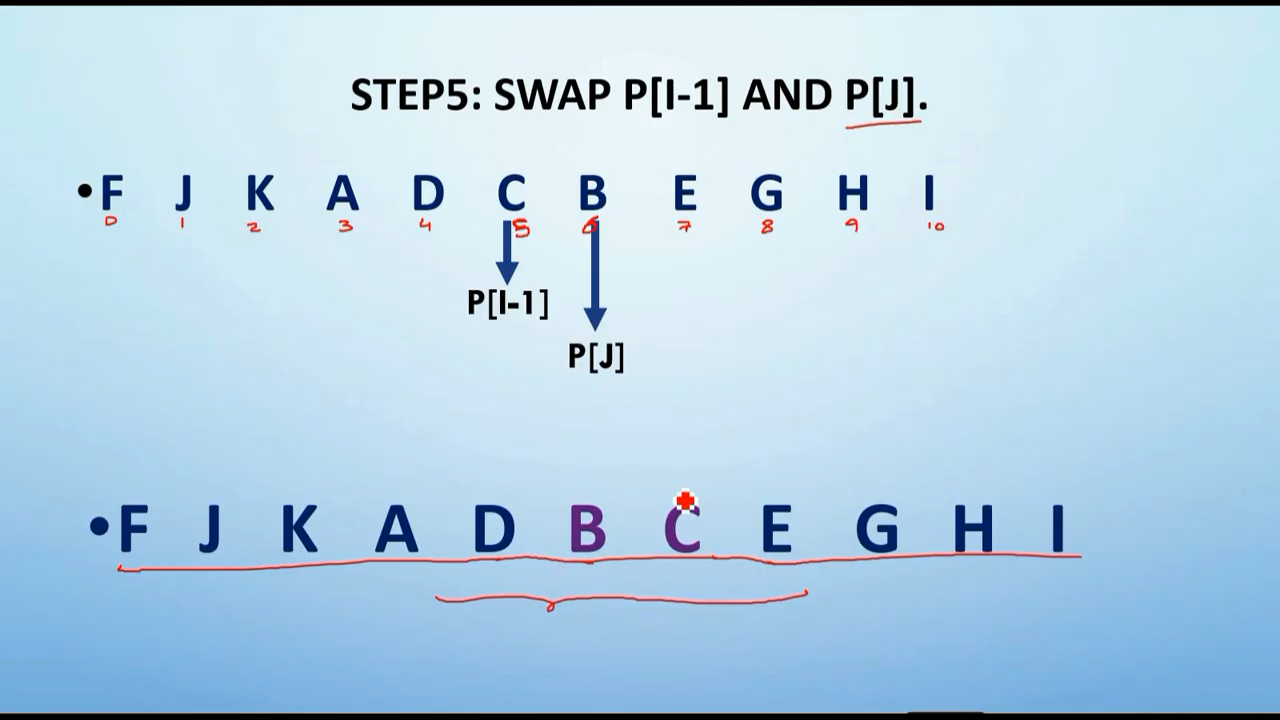 STEP5: SWAP P[I-1] AND P[J].
•F J K A D C B E G H I
0 1 2 3 4 5 6 7 8 9 10
P[I-1]
P[J]
•F J K A D B C E G H I